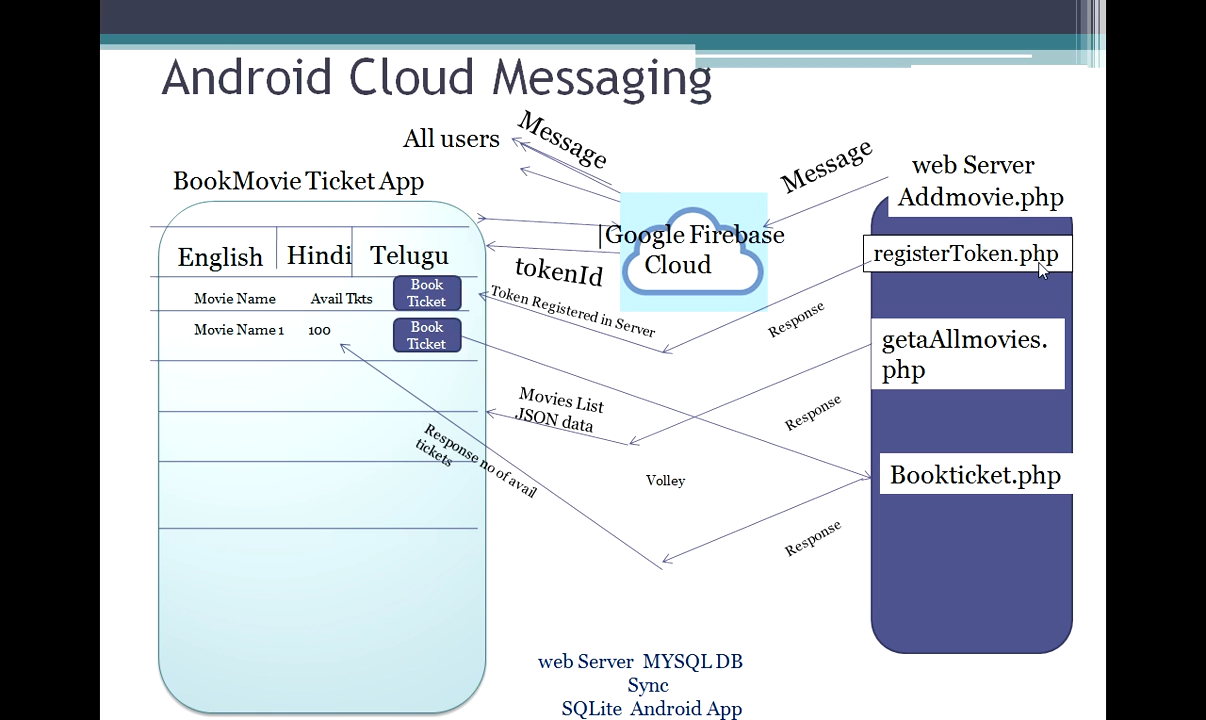 Android Cloud Messaging
All users
Message
Message
web Server
Addmovie.php
BookMovie Ticket App
|Google Firebase
Cloud
registerToken.php
English Hindi Telugu
tokenId
Movie Name Avail Tkts Book
Ticket
Token Registered in Server
Response
Movie Name 1 100 Book
Ticket
getaAllmovies.
php
Movies List
JSON data
Response
Response no of avail
tickets
Volley
Bookticket.php
Response
web Server MYSQL DB
Sync
SQLite Android App